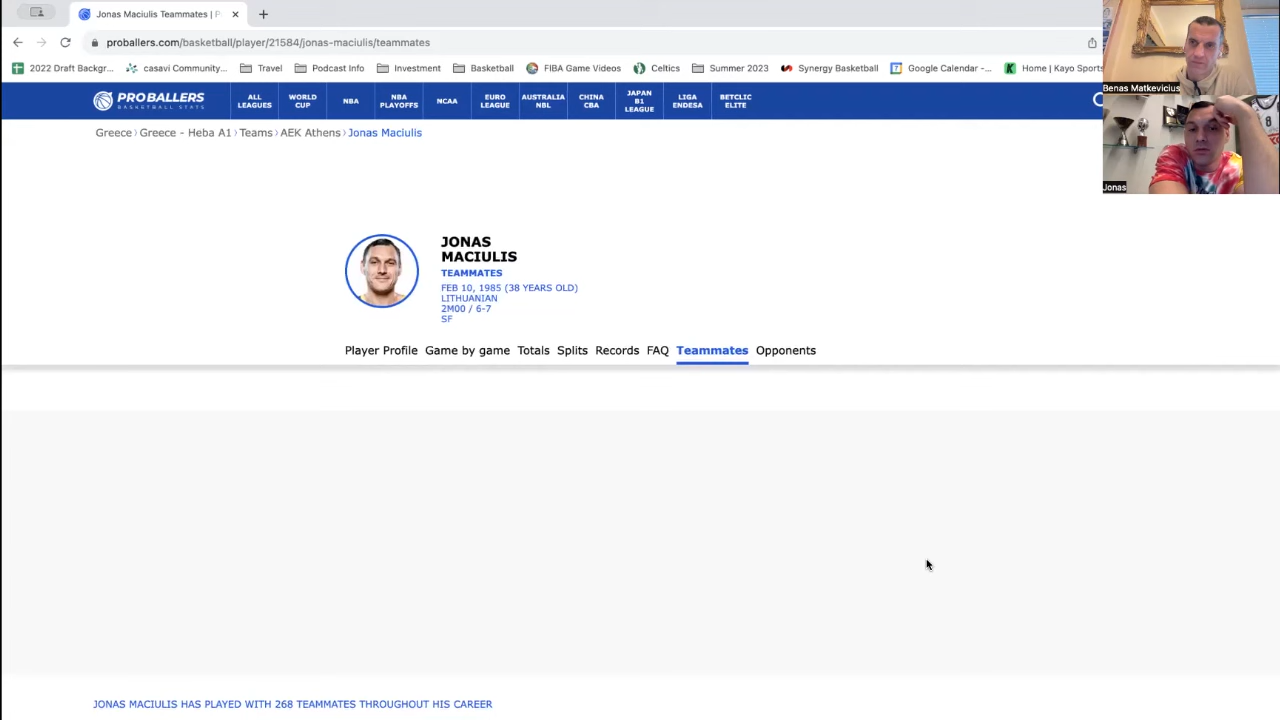 Jonas Maciulis Teammates | P
proballers.com/basketball/player/21584/jonas-maciulis/teammates
2022 Draft Backgr... casavi Community... Travel Podcast Info Investment Basketball FIBA Game Videos Celtics Summer 2023 Synergy Basketball Google Calendar -... Home | Kayo Sports
Benas Matkevicius
Jonas
PROBALLERS
BASKETBALL STATS
ALL LEAGUES
WORLD CUP
NBA
NBA PLAYOFFS
NCAA
EURO LEAGUE
AUSTRALIA NBL
CHINA CBA
JAPAN B1 LEAGUE
LIGA ENDESA
BETCLIC ELITE
Greece › Greece - Heba A1 › Teams › AEK Athens › Jonas Maciulis
JONAS
MACIULIS
TEAMMATES
FEB 10, 1985 (38 YEARS OLD)
LITHUANIAN
2M00 / 6-7
SF
Player Profile Game by game Totals Splits Records FAQ Teammates Opponents
JONAS MACIULIS HAS PLAYED WITH 268 TEAMMATES THROUGHOUT HIS CAREER